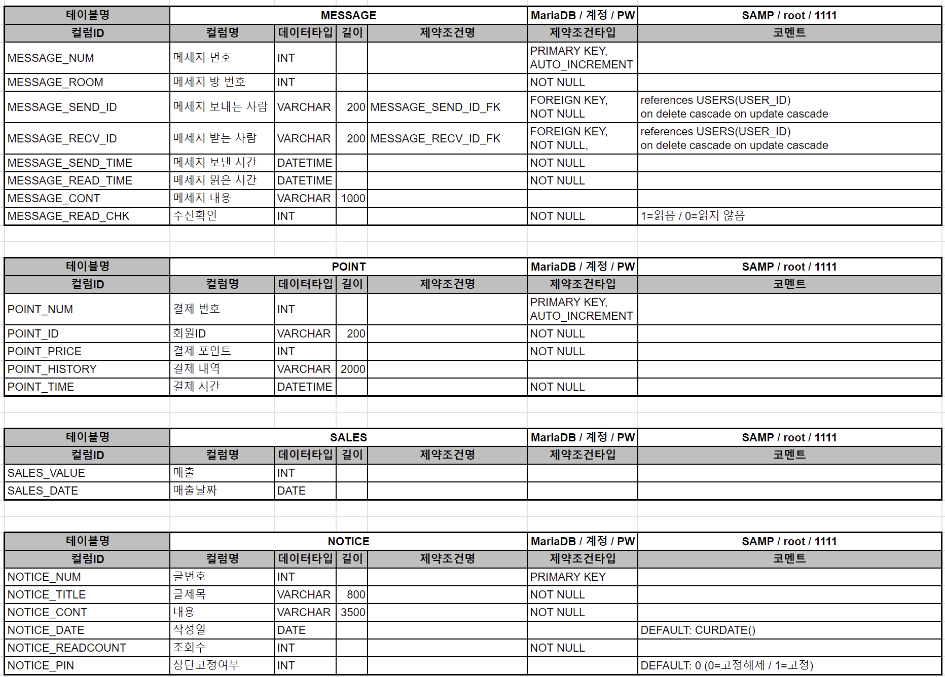 테이블명 MESSAGE MariaDB / 계정 / PW SAMP / root / 1111
컬럼ID 컬럼명 데이터타입 길이 제약조건명 제약조건타입 코멘트
MESSAGE_NUM 메세지 번호 INT PRIMARY KEY,
AUTO_INCREMENT
MESSAGE_ROOM 메세지 방 번호 INT NOT NULL
MESSAGE_SEND_ID 메세지 보내는 사람 VARCHAR 200 MESSAGE_SEND_ID_FK FOREIGN KEY, references USERS(USER_ID)
NOT NULL on delete cascade on update cascade
MESSAGE_RECV_ID 메세지 받는 사람 VARCHAR 200 MESSAGE_RECV_ID_FK FOREIGN KEY, references USERS(USER_ID)
NOT NULL, on delete cascade on update cascade
MESSAGE_SEND_TIME 메세지 보낸 시간 DATETIME NOT NULL
MESSAGE_READ_TIME 메세지 읽은 시간 DATETIME NOT NULL
MESSAGE_CONT 메세지 내용 VARCHAR 1000
MESSAGE_READ_CHK 수신확인 INT NOT NULL 1=읽음 / 0=읽지 않음
테이블명 POINT MariaDB / 계정 / PW SAMP / root / 1111
컬럼ID 컬럼명 데이터타입 길이 제약조건명 제약조건타입 코멘트
POINT_NUM 결제 번호 INT PRIMARY KEY,
AUTO_INCREMENT
POINT_ID 회원ID VARCHAR 200 NOT NULL
POINT_PRICE 결제 포인트 INT NOT NULL
POINT_HISTORY 결제 내역 VARCHAR 2000
POINT_TIME 결제 시간 DATETIME NOT NULL
테이블명 SALES MariaDB / 계정 / PW SAMP / root / 1111
컬럼ID 컬럼명 데이터타입 길이 제약조건명 제약조건타입 코멘트
SALES_VALUE 매출 INT
SALES_DATE 매출날짜 DATE
테이블명 NOTICE MariaDB / 계정 / PW SAMP / root / 1111
컬럼ID 컬럼명 데이터타입 길이 제약조건명 제약조건타입 코멘트
NOTICE_NUM 글번호 INT PRIMARY KEY
NOTICE_TITLE 글제목 VARCHAR 800 NOT NULL
NOTICE_CONT 내용 VARCHAR 3500 NOT NULL
NOTICE_DATE 작성일 DATE DEFAULT: CURDATE()
NOTICE_READCOUNT 조회수 INT NOT NULL
NOTICE_PIN 상단고정여부 INT DEFAULT: 0 (0=고정해세 / 1=고정)